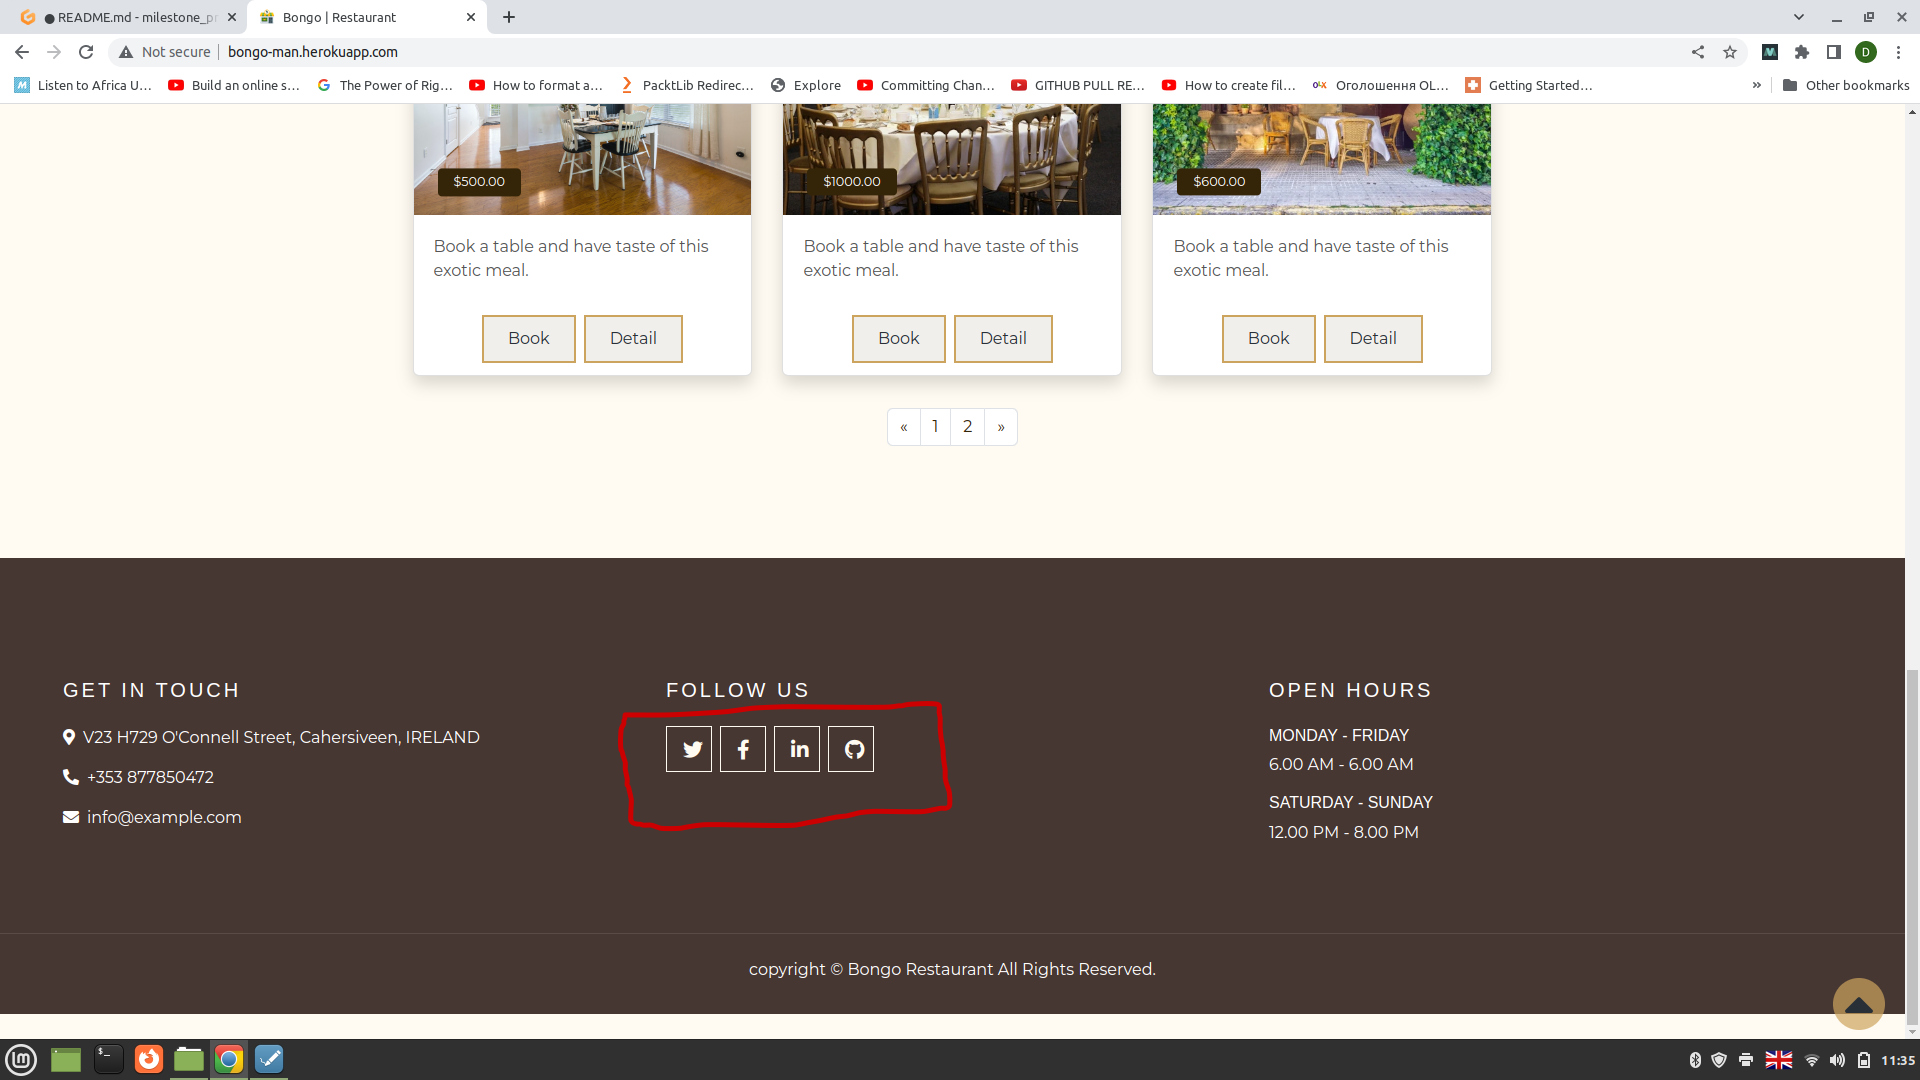 README.md - milestone_pr
Bongo | Restaurant
Not secure
bongo-man.herokuapp.com
D
Listen to Africa U...
Build an online s...
The Power of Rig...
How to format a...
PacktLib Redirec...
Explore
Committing Chan...
GITHUB PULL RE...
How to create fil...
OLX
Оголошення OL...
Getting Started...
»
Other bookmarks
$500.00
$1000.00
$600.00
Book a table and have taste of this
exotic meal.
Book a table and have taste of this
exotic meal.
Book a table and have taste of this
exotic meal.
Book
Detail
Book
Detail
Book
Detail
« 1 2 »
GET IN TOUCH
V23 H729 O'Connell Street, Cahersiveen, IRELAND
+353 877850472
info@example.com
FOLLOW US
in
OPEN HOURS
MONDAY - FRIDAY
6.00 AM - 6.00 AM
SATURDAY - SUNDAY
12.00 PM - 8.00 PM
copyright © Bongo Restaurant All Rights Reserved.
11:35